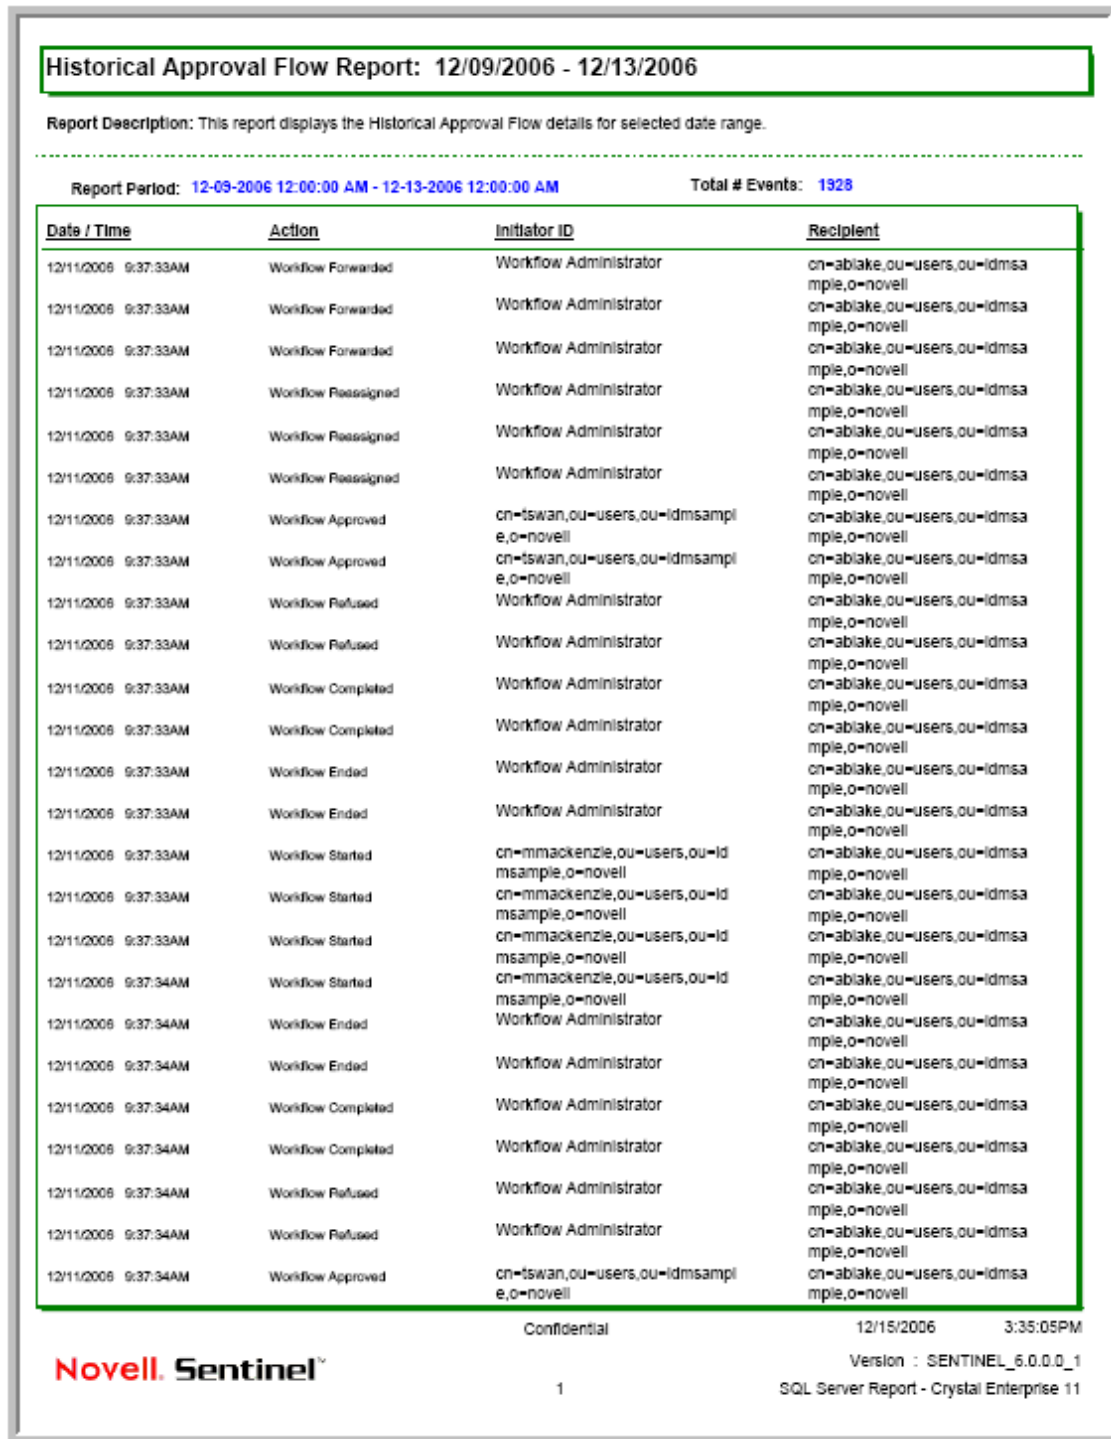 Historical Approval Flow Report: 12/09/2006 - 12/13/2006
Report Description: This report displays the Historical Approval Flow details for selected date range.
Report Period: 12-09-2006 12:00:00 AM - 12-13-2006 12:00:00 AM Total # Events: 1928
Date / Time Action Initiator ID Recipient
12/11/2006 9:37:33AM Workflow Forwarded Workflow Administrator cn=ablake,ou=users,ou=idmsa
mple,o=novell
12/11/2006 9:37:33AM Workflow Forwarded Workflow Administrator cn=ablake,ou=users,ou=idmsa
mple,o=novell
12/11/2006 9:37:33AM Workflow Forwarded Workflow Administrator cn=ablake,ou=users,ou=idmsa
mple,o=novell
12/11/2006 9:37:33AM Workflow Reassigned Workflow Administrator cn=ablake,ou=users,ou=idmsa
mple,o=novell
12/11/2006 9:37:33AM Workflow Reassigned Workflow Administrator cn=ablake,ou=users,ou=idmsa
mple,o=novell
12/11/2006 9:37:33AM Workflow Reassigned Workflow Administrator cn=ablake,ou=users,ou=idmsa
mple,o=novell
12/11/2006 9:37:33AM Workflow Approved cn=tswan,ou=users,ou=idmsampl cn=ablake,ou=users,ou=idmsa
e,o=novell mple,o=novell
12/11/2006 9:37:33AM Workflow Approved cn=tswan,ou=users,ou=idmsampl cn=ablake,ou=users,ou=idmsa
e,o=novell mple,o=novell
12/11/2006 9:37:33AM Workflow Refused Workflow Administrator cn=ablake,ou=users,ou=idmsa
mple,o=novell
12/11/2006 9:37:33AM Workflow Refused Workflow Administrator cn=ablake,ou=users,ou=idmsa
mple,o=novell
12/11/2006 9:37:33AM Workflow Completed Workflow Administrator cn=ablake,ou=users,ou=idmsa
mple,o=novell
12/11/2006 9:37:33AM Workflow Completed Workflow Administrator cn=ablake,ou=users,ou=idmsa
mple,o=novell
12/11/2006 9:37:33AM Workflow Ended Workflow Administrator cn=ablake,ou=users,ou=idmsa
mple,o=novell
12/11/2006 9:37:33AM Workflow Ended Workflow Administrator cn=ablake,ou=users,ou=idmsa
mple,o=novell
12/11/2006 9:37:33AM Workflow Started cn=mmackenzie,ou=users,ou=id cn=ablake,ou=users,ou=idmsa
msample,o=novell mple,o=novell
12/11/2006 9:37:33AM Workflow Started cn=mmackenzie,ou=users,ou=id cn=ablake,ou=users,ou=idmsa
msample,o=novell mple,o=novell
12/11/2006 9:37:33AM Workflow Started cn=mmackenzie,ou=users,ou=id cn=ablake,ou=users,ou=idmsa
msample,o=novell mple,o=novell
12/11/2006 9:37:34AM Workflow Started cn=mmackenzie,ou=users,ou=id cn=ablake,ou=users,ou=idmsa
msample,o=novell mple,o=novell
12/11/2006 9:37:34AM Workflow Ended Workflow Administrator cn=ablake,ou=users,ou=idmsa
mple,o=novell
12/11/2006 9:37:34AM Workflow Ended Workflow Administrator cn=ablake,ou=users,ou=idmsa
mple,o=novell
12/11/2006 9:37:34AM Workflow Completed Workflow Administrator cn=ablake,ou=users,ou=idmsa
mple,o=novell
12/11/2006 9:37:34AM Workflow Completed Workflow Administrator cn=ablake,ou=users,ou=idmsa
mple,o=novell
12/11/2006 9:37:34AM Workflow Refused Workflow Administrator cn=ablake,ou=users,ou=idmsa
mple,o=novell
12/11/2006 9:37:34AM Workflow Refused Workflow Administrator cn=ablake,ou=users,ou=idmsa
mple,o=novell
12/11/2006 9:37:34AM Workflow Approved cn=tswan,ou=users,ou=idmsampl cn=ablake,ou=users,ou=idmsa
e,o=novell mple,o=novell
Confidential 12/15/2006 3:35:05PM
Novell. Sentinel™ Version : SENTINEL_6.0.0.0_1
1 SQL Server Report - Crystal Enterprise 11